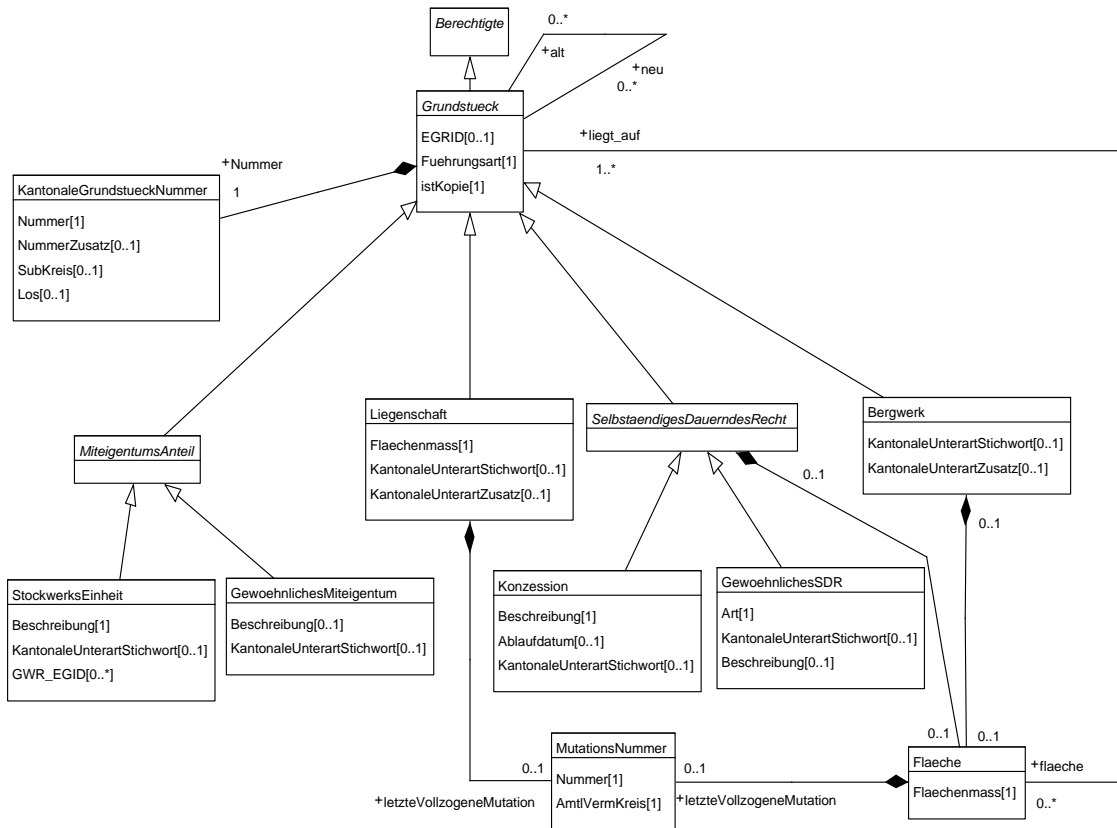 Berechtigte
0..*
+alt
+neu
0..*
Grundstueck
EGRID[0..1]
Fuehrungsart[1]
istKopie[1]
+liegt_auf
1..*
+Nummer
1
KantonaleGrundstueckNummer
Nummer[1]
NummerZusatz[0..1]
SubKreis[0..1]
Los[0..1]
MiteigentumsAnteil
Liegenschaft
Flaechenmass[1]
KantonaleUnterartStichwort[0..1]
KantonaleUnterartZusatz[0..1]
SelbstaendigesDauerndesRecht
0..1
Bergwerk
KantonaleUnterartStichwort[0..1]
KantonaleUnterartZusatz[0..1]
0..1
StockwerksEinheit
Beschreibung[1]
KantonaleUnterartStichwort[0..1]
GWR_EGID[0..*]
GewoehnlichesMiteigentum
Beschreibung[0..1]
KantonaleUnterartStichwort[0..1]
Konzession
Beschreibung[1]
Ablaufdatum[0..1]
KantonaleUnterartStichwort[0..1]
GewoehnlichesSDR
Art[1]
KantonaleUnterartStichwort[0..1]
Beschreibung[0..1]
0..1
+letzteVollzogeneMutation
MutationsNummer
Nummer[1]
AmtlVermKreis[1]
0..1
+letzteVollzogeneMutation
0..1
0..1
Flaeche
Flaechenmass[1]
+flaeche
0..*